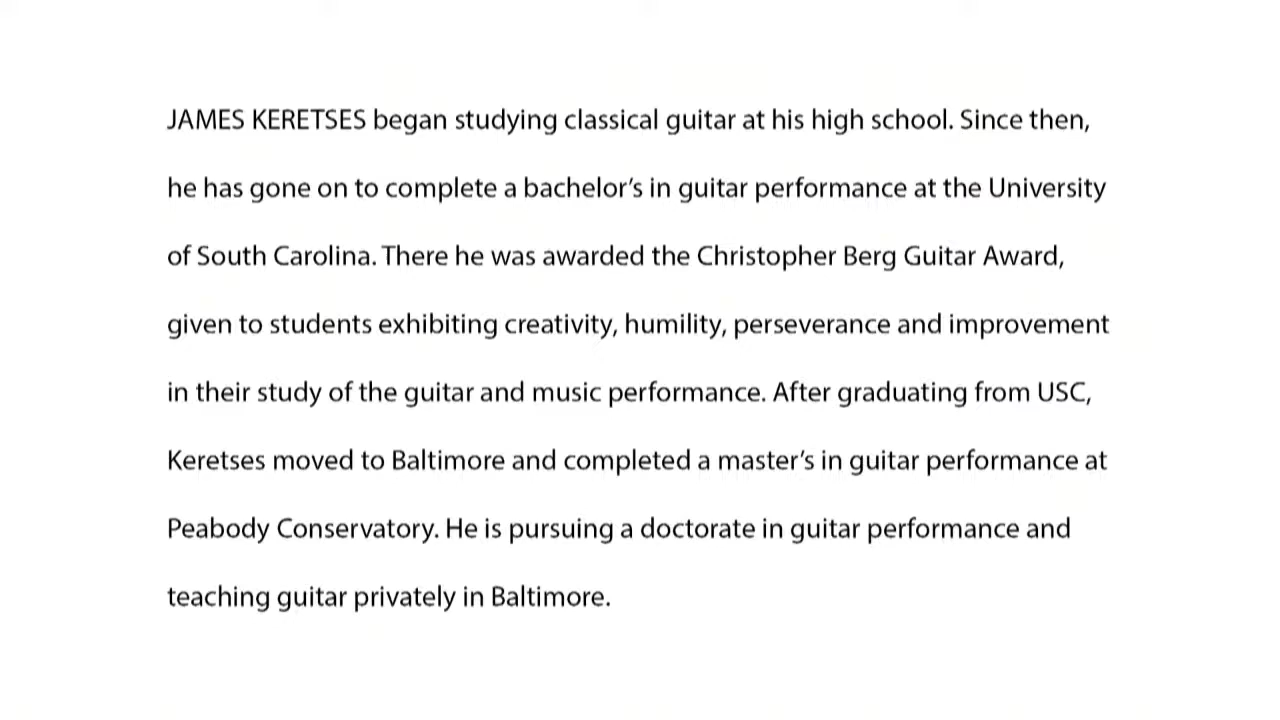 JAMES KERETSES began studying classical guitar at his high school. Since then,
he has gone on to complete a bachelor’s in guitar performance at the University
of South Carolina. There he was awarded the Christopher Berg Guitar Award,
given to students exhibiting creativity, humility, perseverance and improvement
in their study of the guitar and music performance. After graduating from USC,
Keretses moved to Baltimore and completed a master’s in guitar performance at
Peabody Conservatory. He is pursuing a doctorate in guitar performance and
teaching guitar privately in Baltimore.